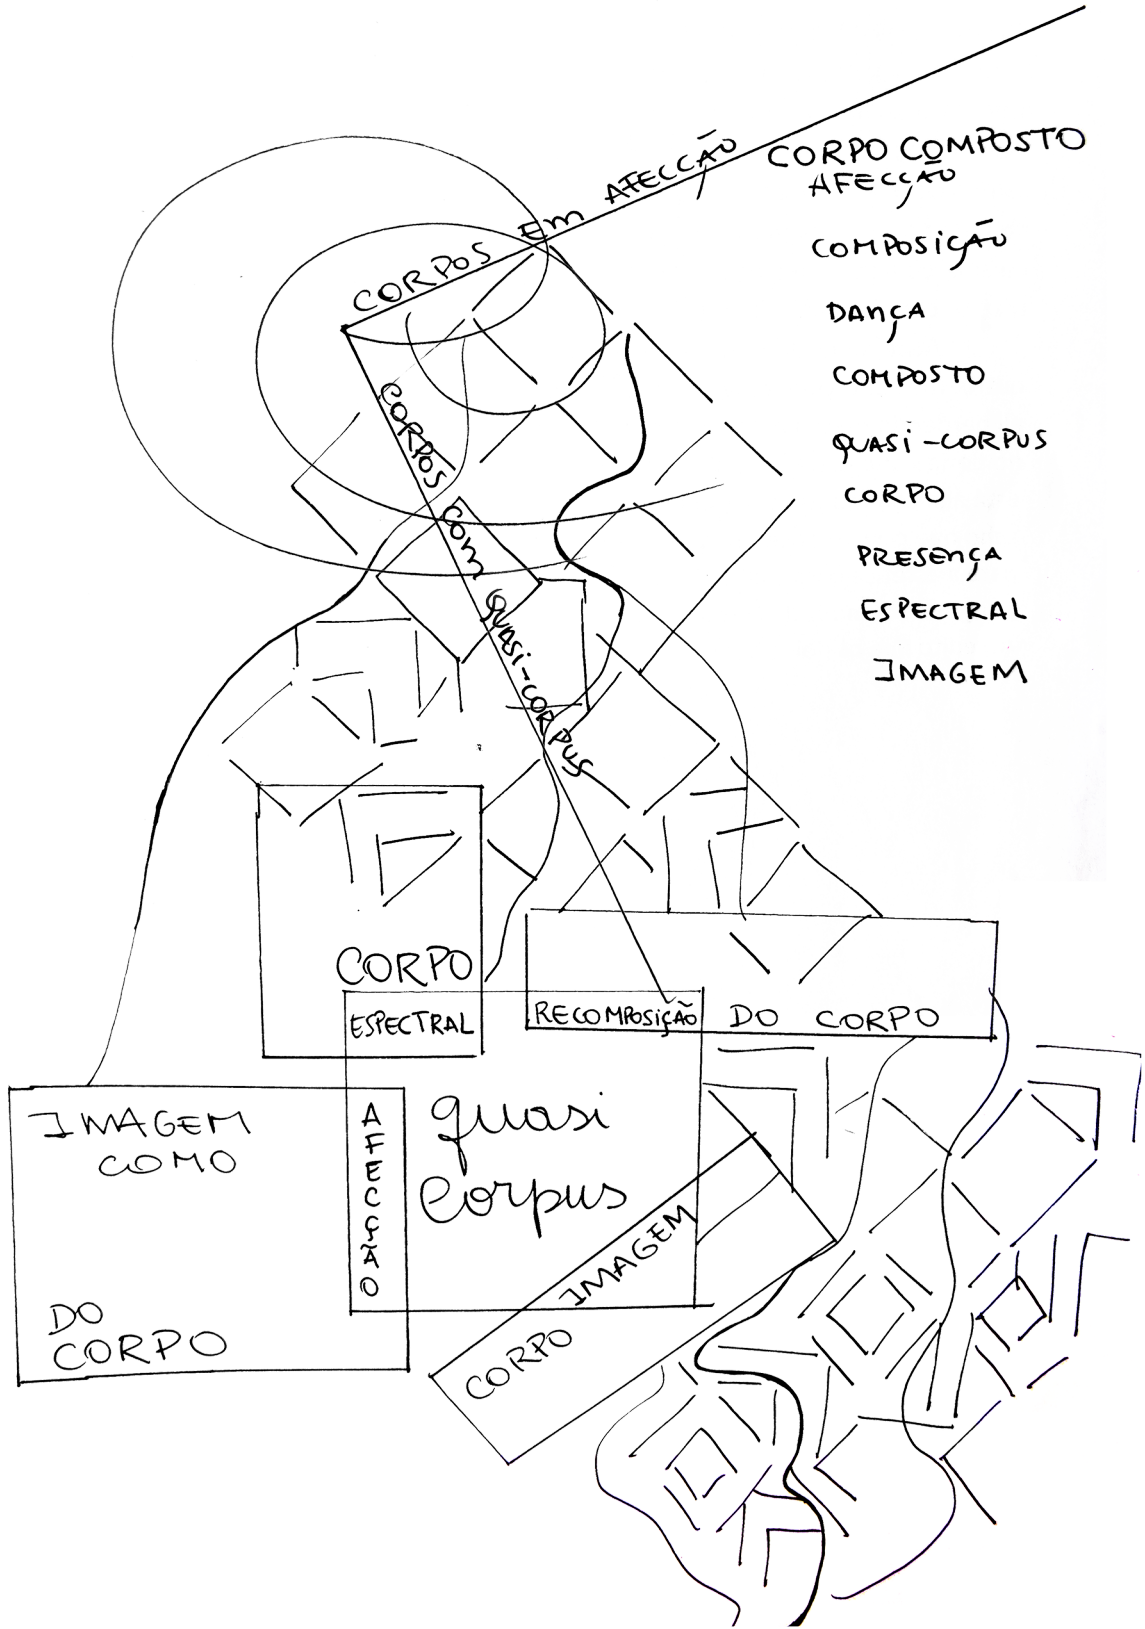 CORPOS Em AFECÇÃO
CORPO COMPOSTO
AFECÇÃO
COMPOSIÇÃO
DANÇA
COMPOSTO
QUASI-CORPUS
CORPO
PRESENÇA
ESPECTRAL
IMAGEM
CORPOS Com QUASI-CORPUS
CORPO
ESPECTRAL
RECOMPOSIÇÃO DO CORPO
IMAGEM
COMO
DO
CORPO
AFECÇÃO
quasi
Corpus
CORPO IMAGEM